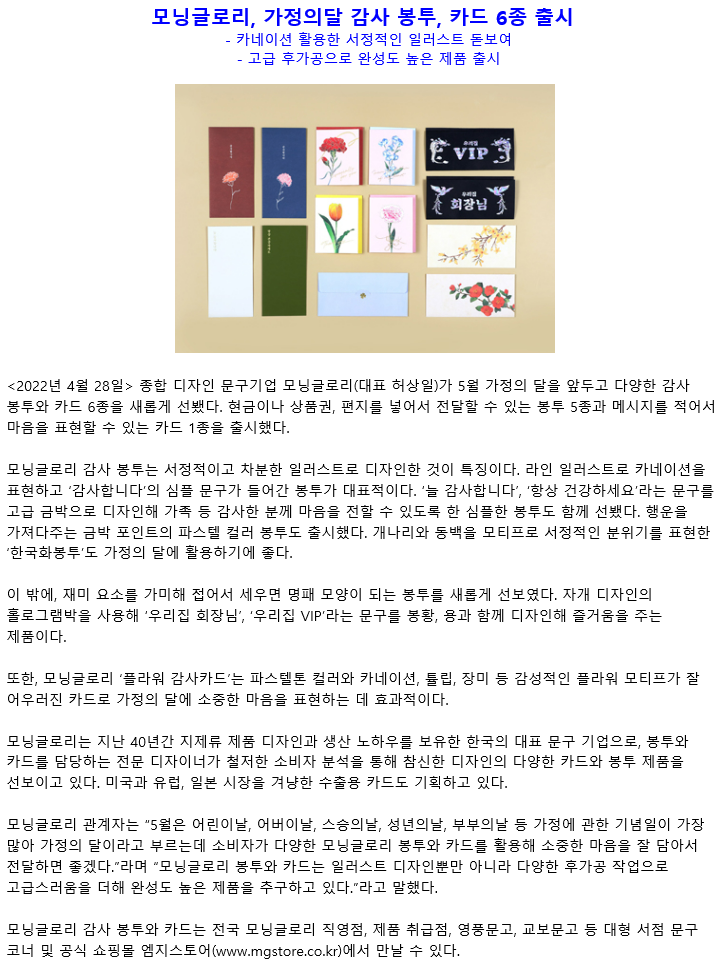 모닝글로리, 가정의달 감사 봉투, 카드 6종 출시
- 카네이션 활용한 서정적인 일러스트 돋보여
- 고급 후가공으로 완성도 높은 제품 출시
우리집
VIP
우리집
회장님
<2022년 4월 28일> 종합 디자인 문구기업 모닝글로리(대표 허상일)가 5월 가정의 달을 앞두고 다양한 감사
봉투와 카드 6종을 새롭게 선뵀다. 현금이나 상품권, 편지를 넣어서 전달할 수 있는 봉투 5종과 메시지를 적어서
마음을 표현할 수 있는 카드 1종을 출시했다.
모닝글로리 감사 봉투는 서정적이고 차분한 일러스트로 디자인한 것이 특징이다. 라인 일러스트로 카네이션을
표현하고 ‘감사합니다’의 심플 문구가 들어간 봉투가 대표적이다. ‘늘 감사합니다’, ‘항상 건강하세요’라는 문구를
고급 금박으로 디자인해 가족 등 감사한 분께 마음을 전할 수 있도록 한 심플한 봉투도 함께 선뵀다. 행운을
가져다주는 금박 포인트의 파스텔 컬러 봉투도 출시했다. 개나리와 동백을 모티프로 서정적인 분위기를 표현한
‘한국화봉투’도 가정의 달에 활용하기에 좋다.
이 밖에, 재미 요소를 가미해 접어서 세우면 명패 모양이 되는 봉투를 새롭게 선보였다. 자개 디자인의
홀로그램박을 사용해 ‘우리집 회장님’, ‘우리집 VIP’라는 문구를 봉황, 용과 함께 디자인해 즐거움을 주는
제품이다.
또한, 모닝글로리 ‘플라워 감사카드’는 파스텔톤 컬러와 카네이션, 튤립, 장미 등 감성적인 플라워 모티프가 잘
어우러진 카드로 가정의 달에 소중한 마음을 표현하는 데 효과적이다.
모닝글로리는 지난 40년간 지제류 제품 디자인과 생산 노하우를 보유한 한국의 대표 문구 기업으로, 봉투와
카드를 담당하는 전문 디자이너가 철저한 소비자 분석을 통해 참신한 디자인의 다양한 카드와 봉투 제품을
선보이고 있다. 미국과 유럽, 일본 시장을 겨냥한 수출용 카드도 기획하고 있다.
모닝글로리 관계자는 “5월은 어린이날, 어버이날, 스승의날, 성년의날, 부부의날 등 가정에 관한 기념일이 가장
많아 가정의 달이라고 부르는데 소비자가 다양한 모닝글로리 봉투와 카드를 활용해 소중한 마음을 잘 담아서
전달하면 좋겠다.”라며 “모닝글로리 봉투와 카드는 일러스트 디자인뿐만 아니라 다양한 후가공 작업으로
고급스러움을 더해 완성도 높은 제품을 추구하고 있다.”라고 말했다.
모닝글로리 감사 봉투와 카드는 전국 모닝글로리 직영점, 제품 취급점, 영풍문고, 교보문고 등 대형 서점 문구
코너 및 공식 쇼핑몰 엠지스토어(www.mgstore.co.kr)에서 만날 수 있다.